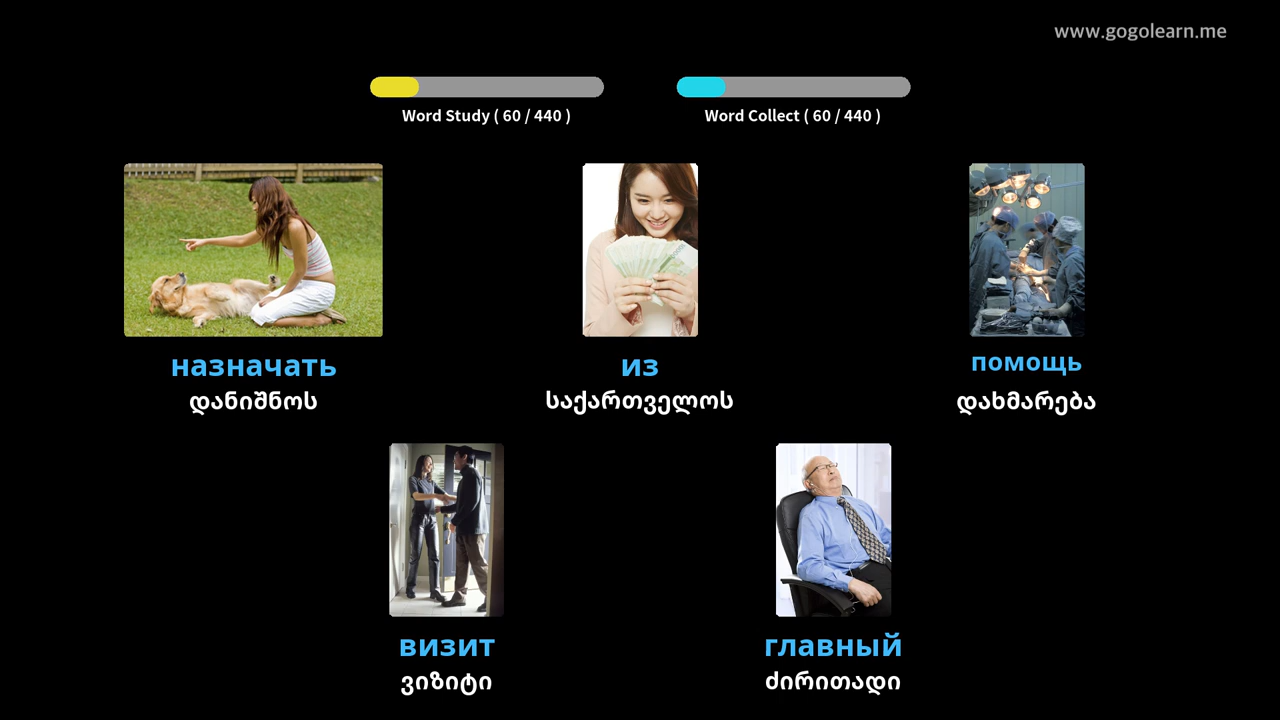 www.gogolearn.me
Word Study ( 60 / 440 )
Word Collect ( 60 / 440 )
назначать
დანიშნოს
из
საქართველოს
помощь
დახმარება
визит
ვიზიტი
главный
ძირითადი